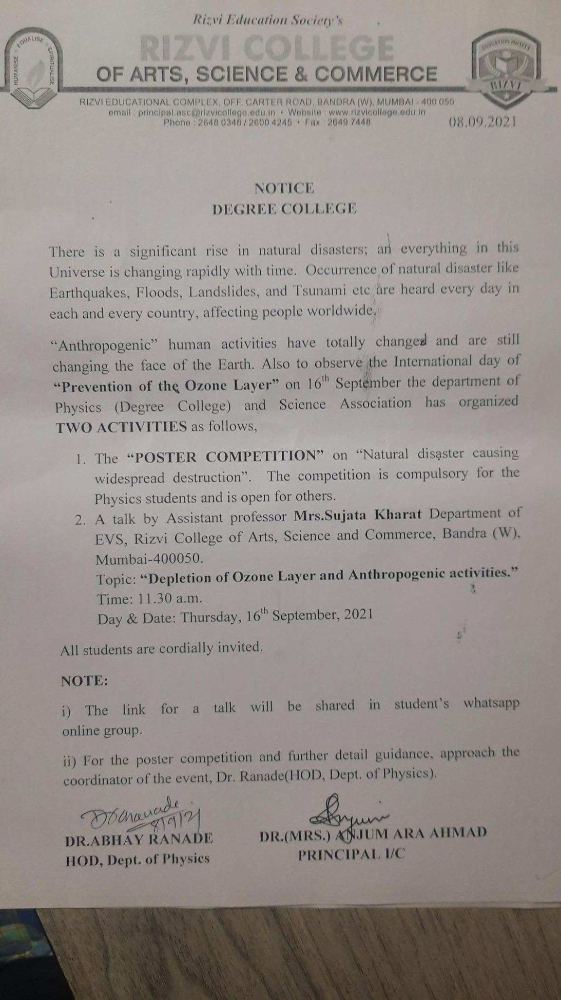 Rizvi Education Society's
RIZVI COLLEGE
OF ARTS, SCIENCE & COMMERCE
HUMANISE EQUALISE SPIRITUALISE
EDUCATION SOCIETY
RIZVI
RIZVI EDUCATIONAL COMPLEX, OFF. CARTER ROAD, BANDRA (W), MUMBAI - 400 050
email : principal.asc@rizvicollege.edu.in • Website : www.rizvicollege.edu.in
Phone : 2648 0348 / 2600 4245 • Fax : 2649 7448
08.09.2021
NOTICE
DEGREE COLLEGE
There is a significant rise in natural disasters; an everything in this
Universe is changing rapidly with time. Occurrence of natural disaster like
Earthquakes, Floods, Landslides, and Tsunami etc are heard every day in
each and every country, affecting people worldwide.
“Anthropogenic” human activities have totally changed and are still
changing the face of the Earth. Also to observe the International day of
“Prevention of the Ozone Layer” on 16th September the department of
Physics (Degree College) and Science Association has organized
TWO ACTIVITIES as follows,
1. The “POSTER COMPETITION” on “Natural disaster causing
widespread destruction”. The competition is compulsory for the
Physics students and is open for others.
2. A talk by Assistant professor Mrs.Sujata Kharat Department of
EVS, Rizvi College of Arts, Science and Commerce, Bandra (W),
Mumbai-400050.
Topic: “Depletion of Ozone Layer and Anthropogenic activities.”
Time: 11.30 a.m.
Day & Date: Thursday, 16th September, 2021
All students are cordially invited.
NOTE:
i) The link for a talk will be shared in student’s whatsapp
online group.
ii) For the poster competition and further detail guidance, approach the
coordinator of the event, Dr. Ranade(HOD, Dept. of Physics).
8/9/21
DR.ABHAY RANADE
HOD, Dept. of Physics
DR.(MRS.) ANJUM ARA AHMAD
PRINCIPAL I/C